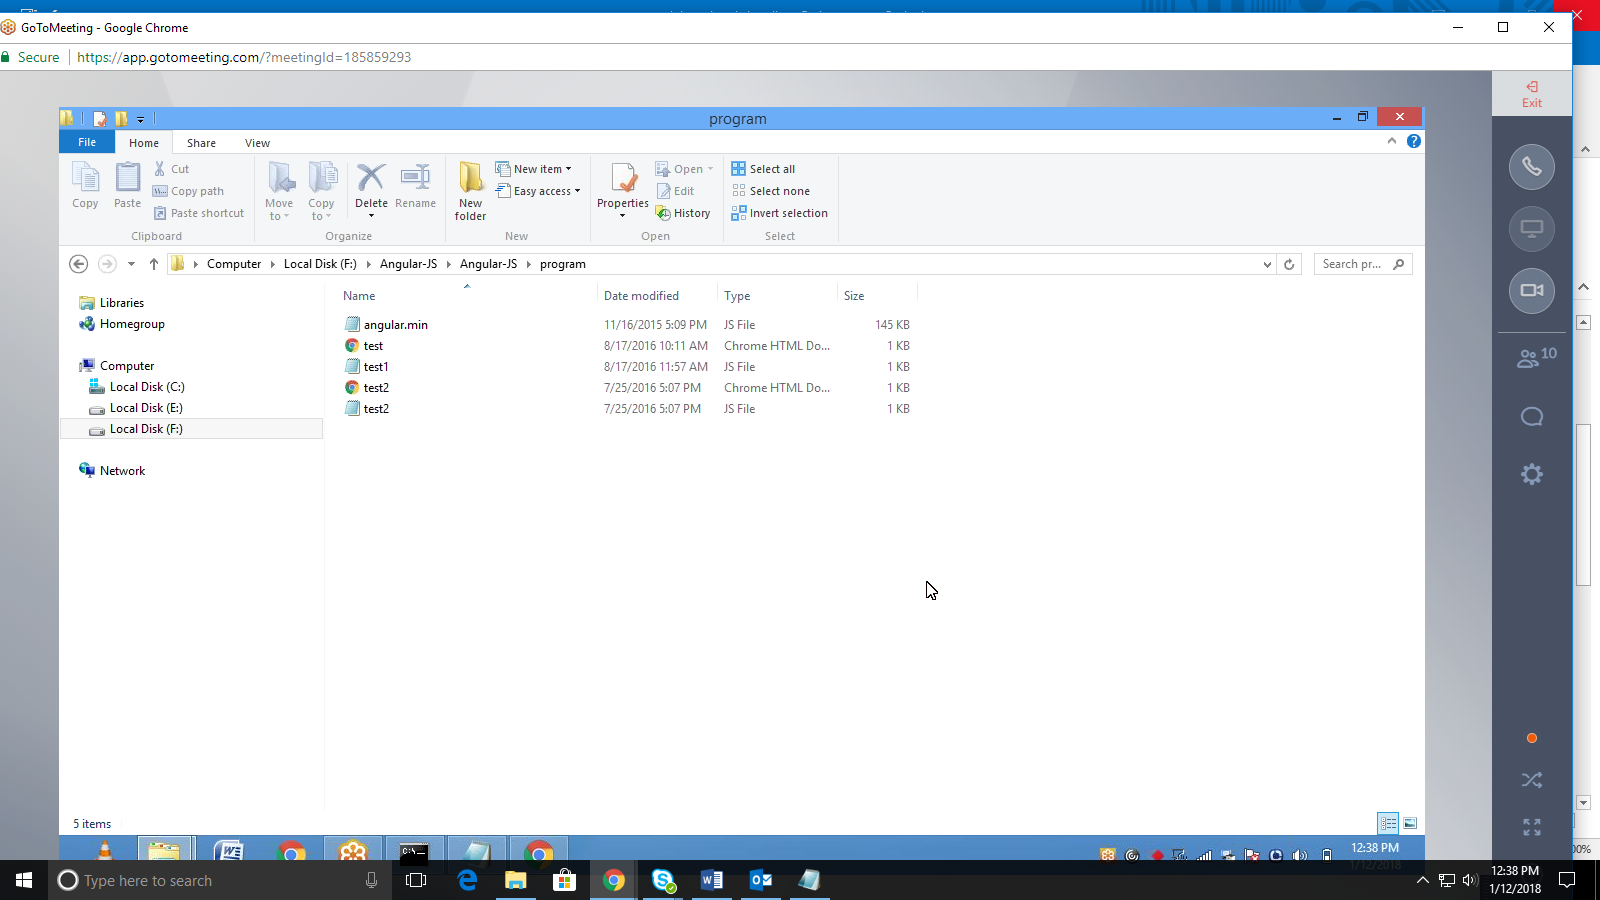 GoToMeeting - Google Chrome
Secure https://app.gotomeeting.com/?meetingId=185859293
Exit
program
File Home Share View
Copy
Paste
Cut
Copy path
Paste shortcut
Clipboard
Move to
Copy to
Delete
Rename
Organize
New folder
New item
Easy access
New
Properties
Open
Edit
History
Open
Select all
Select none
Invert selection
Select
Computer Local Disk (F:) Angular-JS Angular-JS program
Search pr...
Libraries
Homegroup
Computer
Local Disk (C:)
Local Disk (E:)
Local Disk (F:)
Network
Name Date modified Type Size
angular.min 11/16/2015 5:09 PM JS File 145 KB
test 8/17/2016 10:11 AM Chrome HTML Do... 1 KB
test1 8/17/2016 11:57 AM JS File 1 KB
test2 7/25/2016 5:07 PM Chrome HTML Do... 1 KB
test2 7/25/2016 5:07 PM JS File 1 KB
10
5 items
12:38 PM
1/12/2018
00%
Type here to search
12:38 PM
1/12/2018